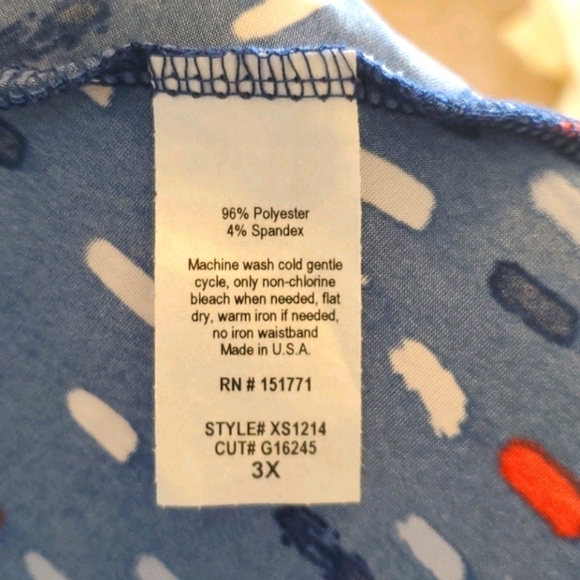 96% Polyester
4% Spandex
Machine wash cold gentle
cycle, only non-chlorine
bleach when needed, flat
dry, warm iron if needed,
no iron waistband
Made in U.S.A.
RN # 151771
STYLE# XS1214
CUT# G16245
3X